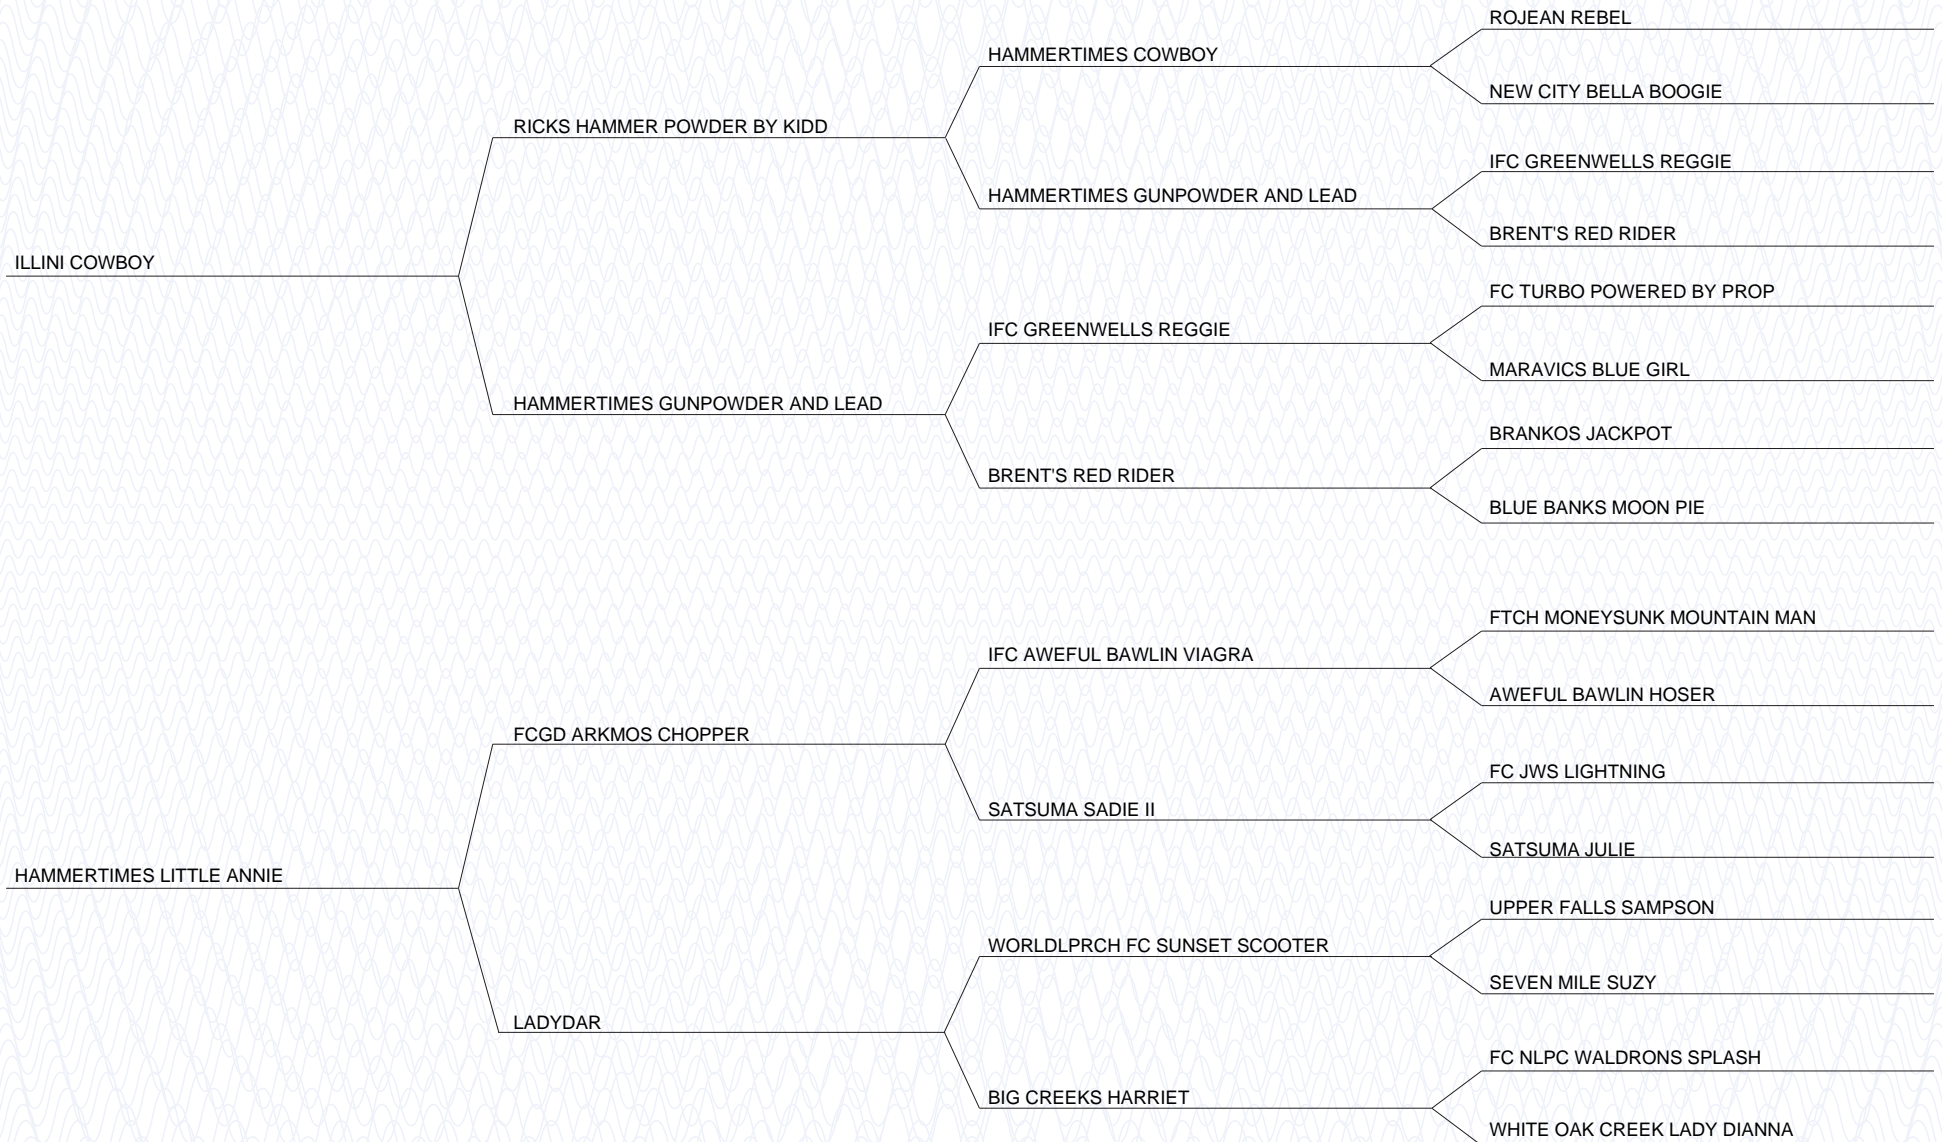 ROJEAN REBEL
HAMMERTIMES COWBOY
NEW CITY BELLA BOOGIE
RICKS HAMMER POWDER BY KIDD
IFC GREENWELLS REGGIE
HAMMERTIMES GUNPOWDER AND LEAD
BRENT'S RED RIDER
ILLINI COWBOY
FC TURBO POWERED BY PROP
IFC GREENWELLS REGGIE
MARAVICS BLUE GIRL
HAMMERTIMES GUNPOWDER AND LEAD
BRANKOS JACKPOT
BRENT'S RED RIDER
BLUE BANKS MOON PIE
FTCH MONEYSUNK MOUNTAIN MAN
IFC AWEFUL BAWLIN VIAGRA
AWEFUL BAWLIN HOSER
FCGD ARKMOS CHOPPER
FC JWS LIGHTNING
SATSUMA SADIE II
SATSUMA JULIE
HAMMERTIMES LITTLE ANNIE
UPPER FALLS SAMPSON
WORLDLPRCH FC SUNSET SCOOTER
SEVEN MILE SUZY
LADYDAR
FC NLPC WALDRONS SPLASH
BIG CREEKS HARRIET
WHITE OAK CREEK LADY DIANNA